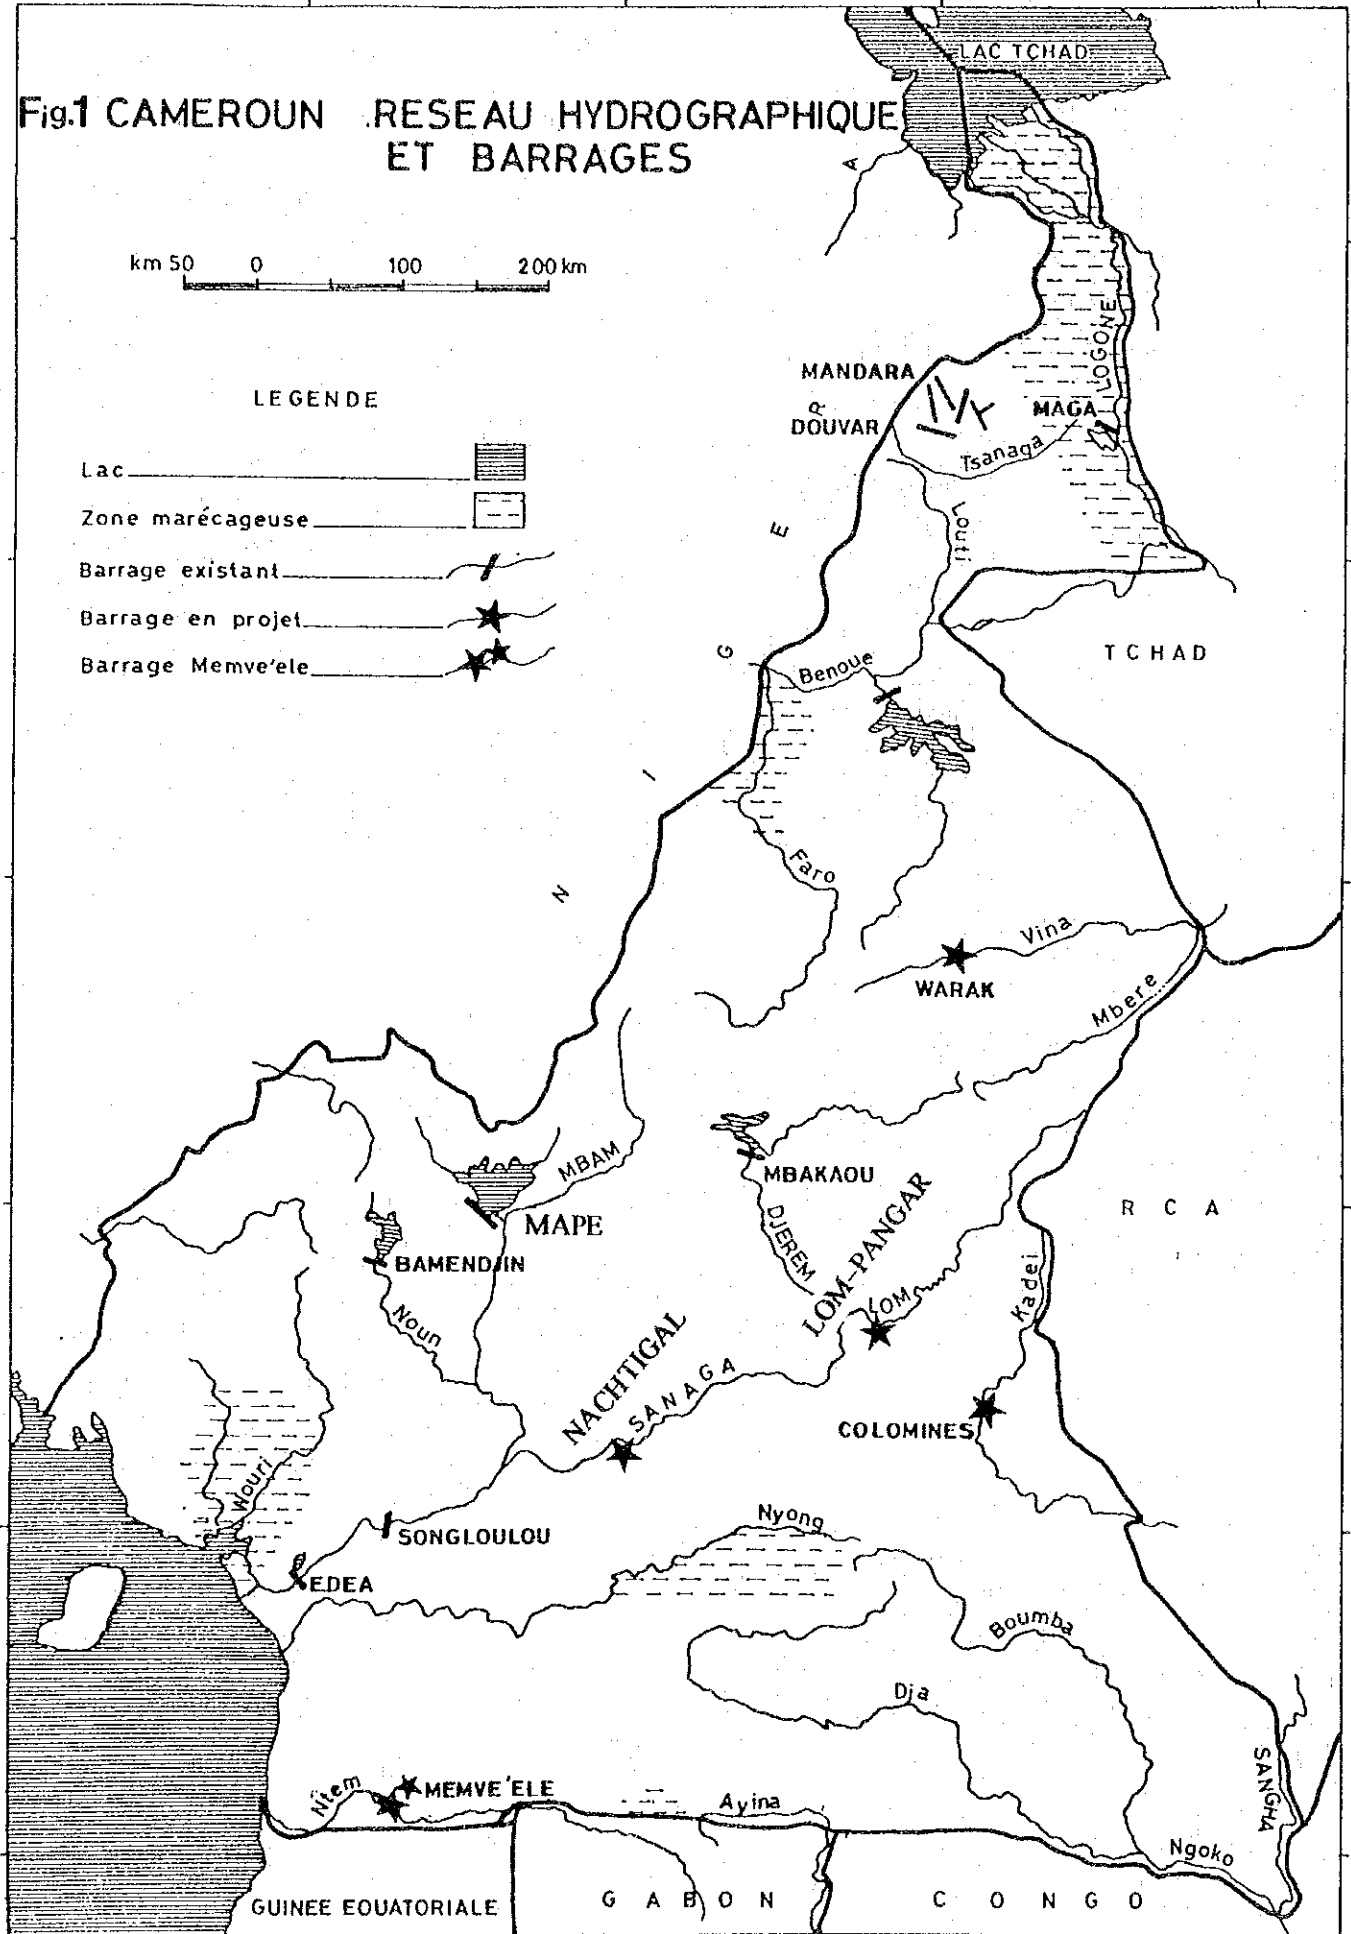 LAC TCHAD
Fig.1 CAMEROUN .RESEAU HYDROGRAPHIQUE
ET BARRAGES
km 50 0 100 200 km
LEGENDE
Lac
Zone marécageuse
Barrage existant
Barrage en projet
Barrage Memve'ele
LOGONE
MANDARA
MAGA
DOUVAR
Tsanaga
Louti
N I G E R A
TCHAD
Benoue
Faro
Vina
WARAK
Mbere
MBAM
MBAKAOU
MAPE
DJEREM
LOM-PANGAR
R C A
BAMENDJIN
LOM
Kadei
Noun
NACHTIGAL
SANAGA
COLOMINES
Wouri
Nyong
SONGLOULOU
EDEA
Boumba
Dja
SANGHA
Ntem
MEMVE'ELE
Ayina
Ngoko
GUINEE EQUATORIALE
GABON
CONGO